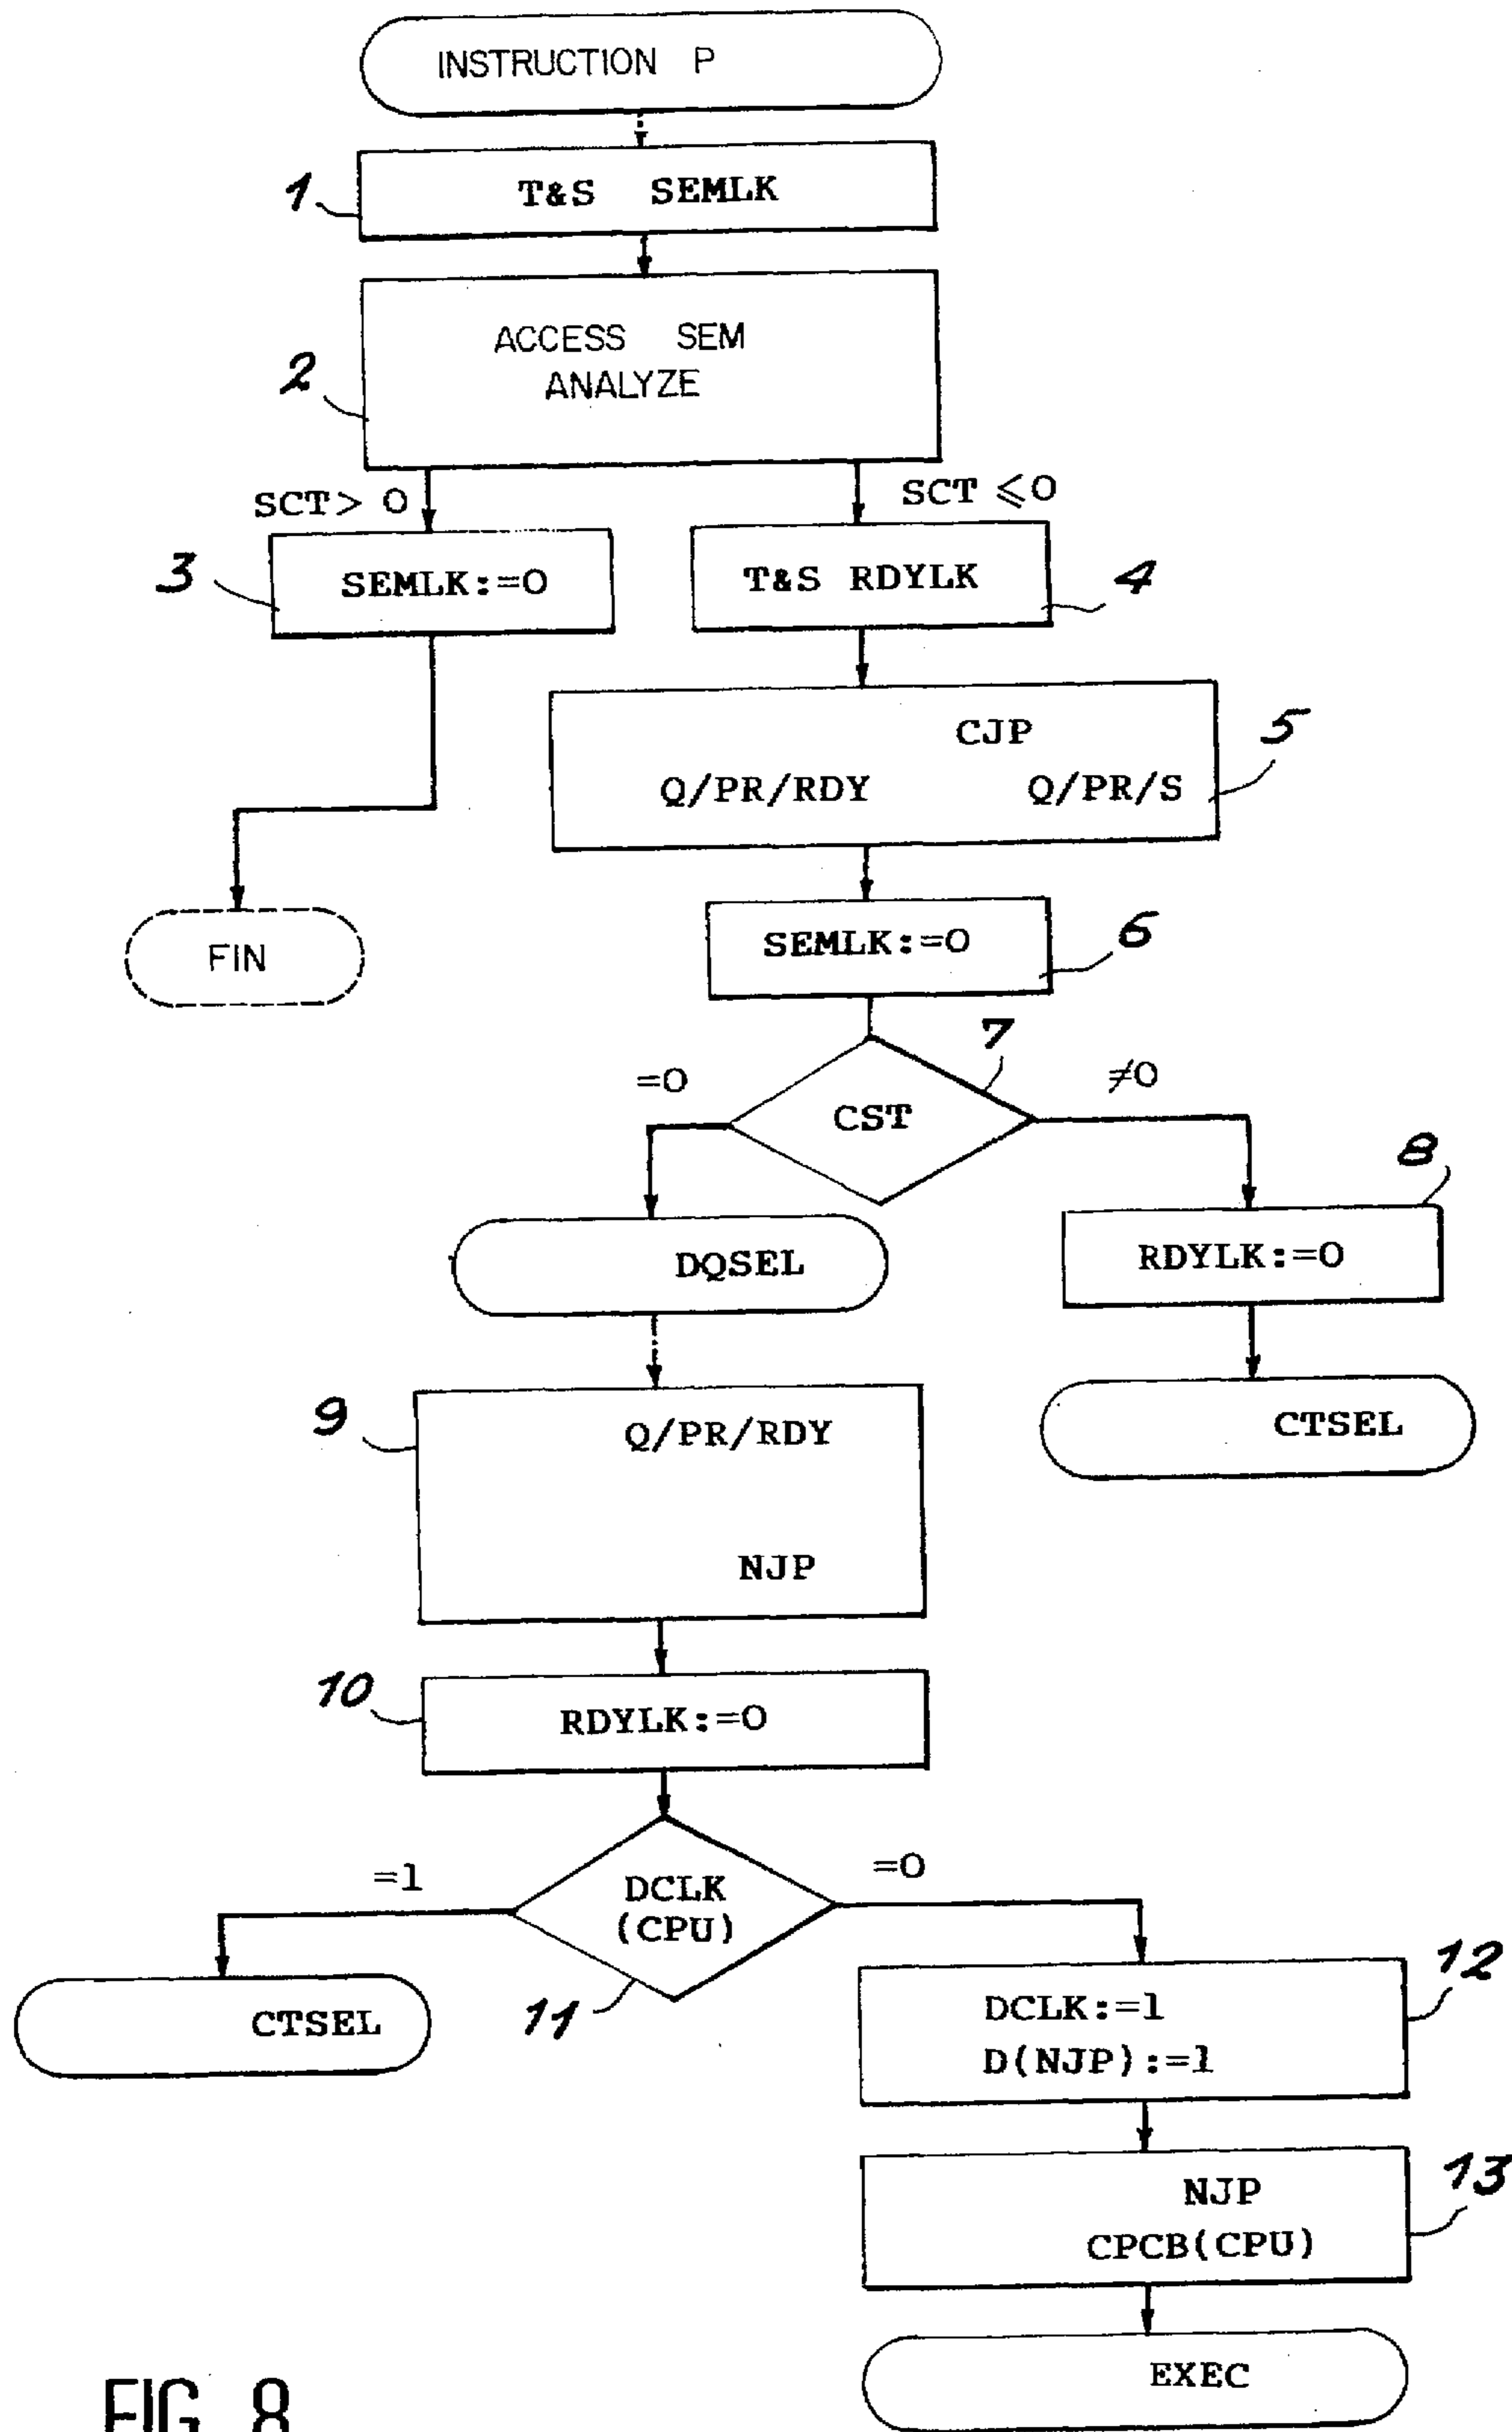 INSTRUCTION P
1
T&S SEMLK
2
ACCESS SEM
ANALYZE
SCT> 0
SCT ⩽0
3
SEMLK:=0
T&S RDYLK
4
CJP
Q/PR/RDY Q/PR/S
5
FIN
SEMLK:=0
6
7
=0
≠0
CST
8
DQSEL
RDYLK:=0
9
Q/PR/RDY
CTSEL
NJP
10
RDYLK:=0
=1
=0
DCLK
(CPU)
11
12
CTSEL
DCLK:=1
D(NJP):=1
13
NJP
CPCB(CPU)
EXEC
FIG 8